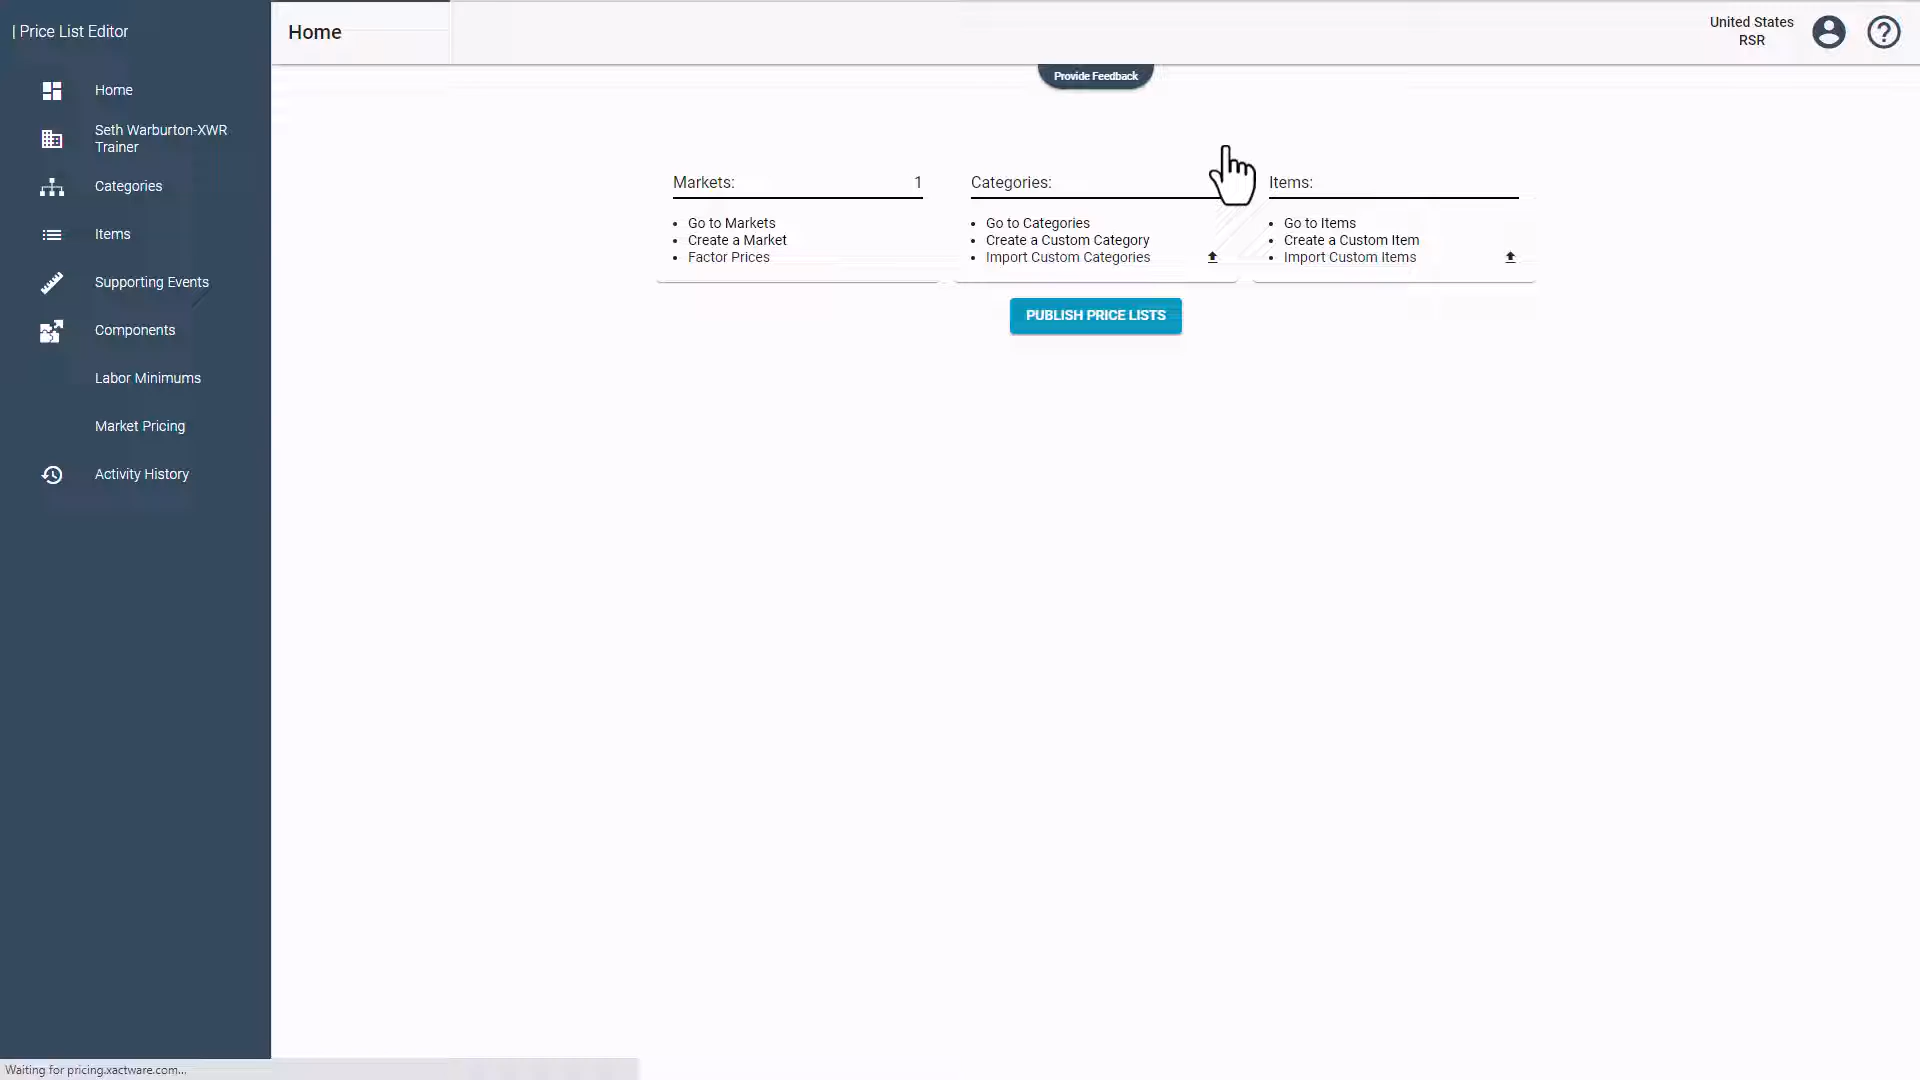 | Price List Editor
Home
United States
RSR
Provide Feedback
Home
Seth Warburton-XWR
Trainer
Categories
Items
Supporting Events
Components
Labor Minimums
Market Pricing
Activity History
Markets: 1
Go to Markets
Create a Market
Factor Prices
Categories:
Go to Categories
Create a Custom Category
Import Custom Categories
Items:
Go to Items
Create a Custom Item
Import Custom Items
PUBLISH PRICE LISTS
Waiting for pricing.xactware.com...